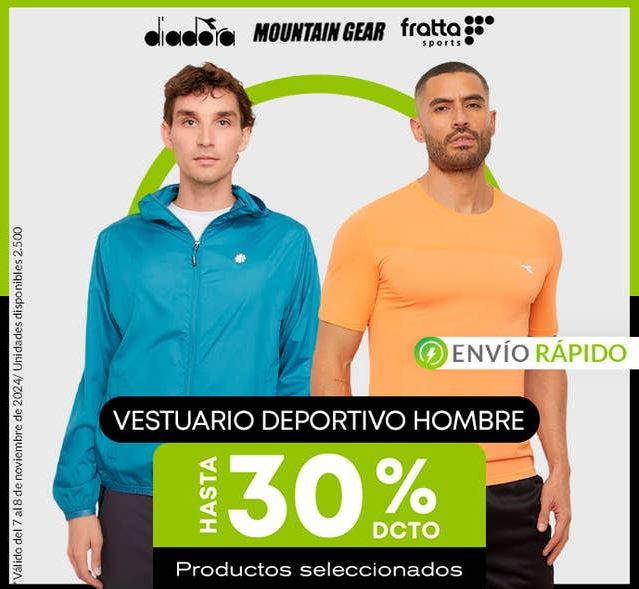 diadora MOUNTAIN GEAR fratta
sports
ENVÍO RÁPIDO
VESTUARIO DEPORTIVO HOMBRE
HASTA 30%
DCTO
Productos seleccionados
*Válido del 7 al 8 de noviembre de 2024/ Unidades disponibles 2.500